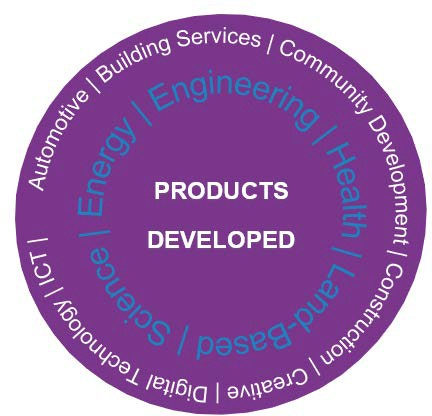 Automotive | Building Services | Community Development | Construction | Creative | Digital Technology | ICT |
Energy | Engineering | Health | Land-Based | Science |
PRODUCTS
DEVELOPED